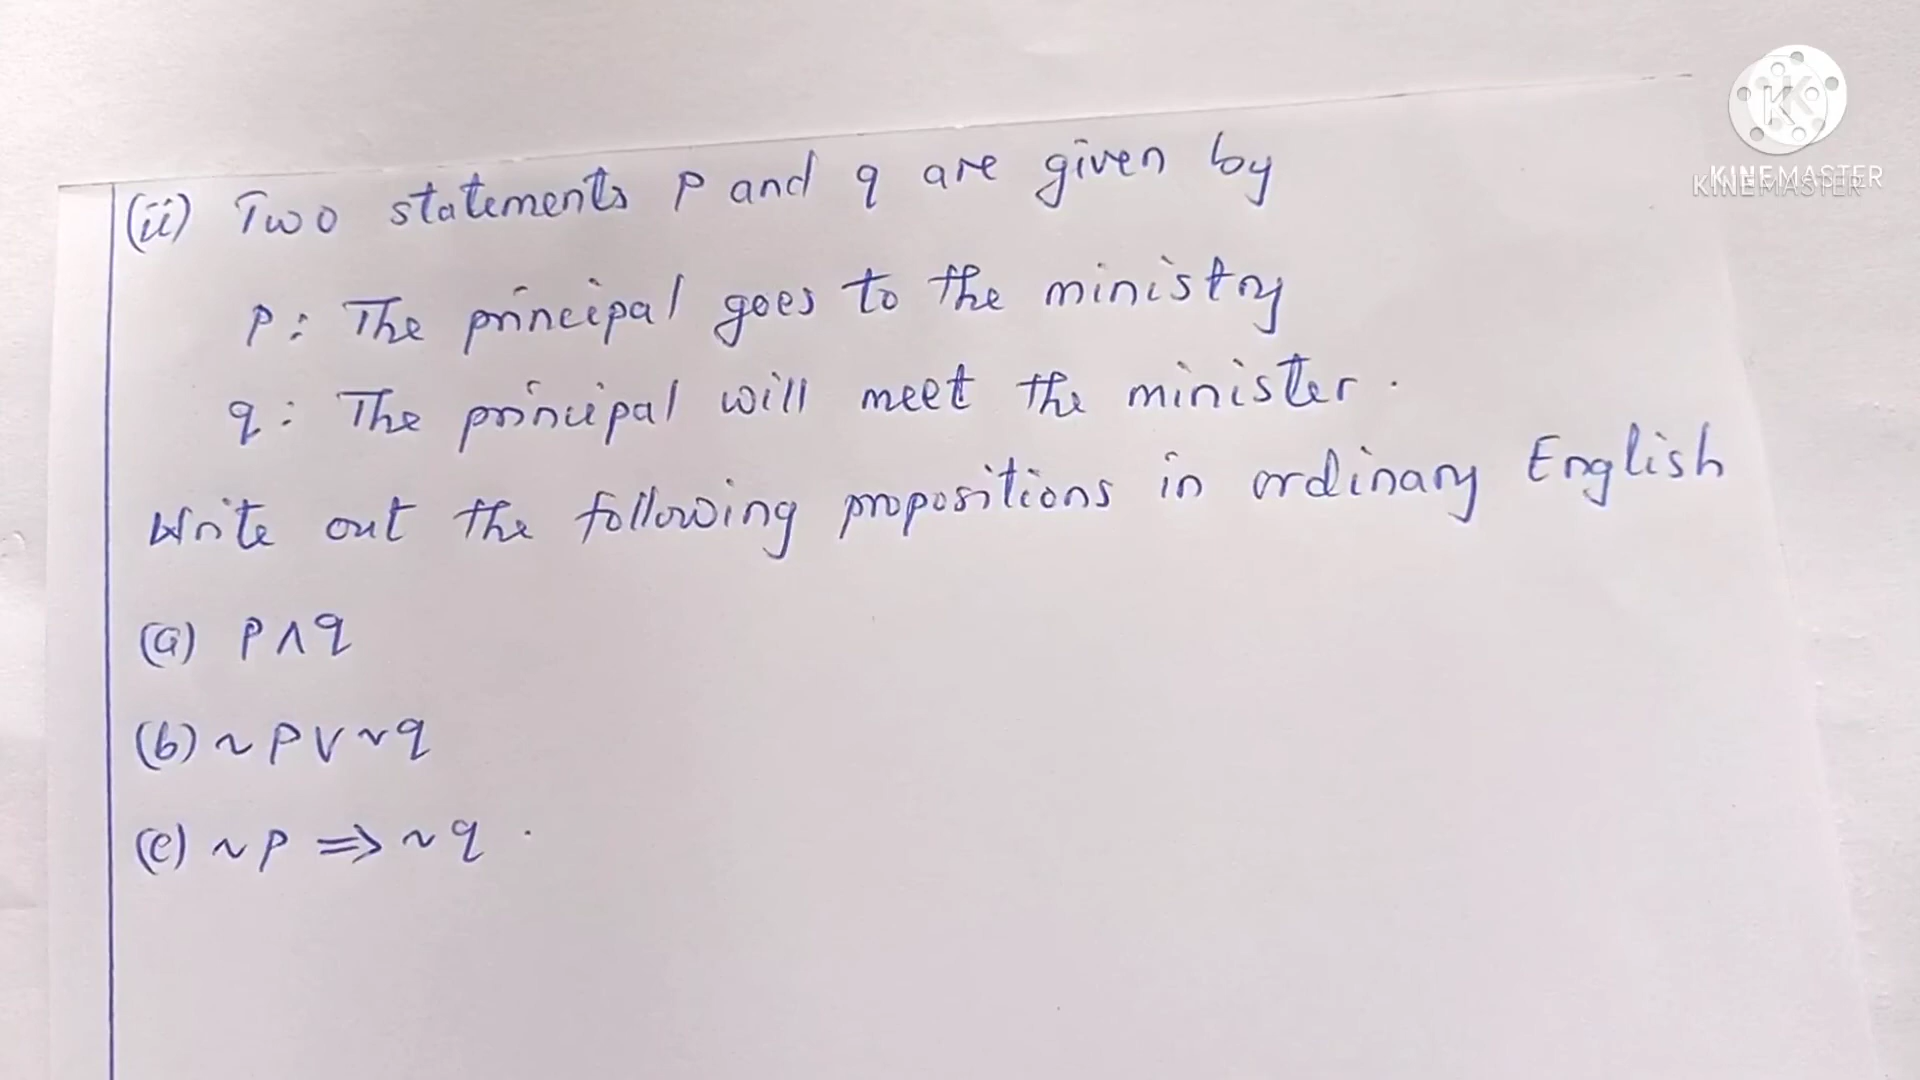 (ii) Two statements p and q are given by
p: The principal goes to the ministry
q: The principal will meet the minister.
Write out the following propositions in ordinary English
(a) p ∧ q
(b) ~p ∨ ~q
(c) ~p ⇒ ~q.
KINEMASTER
KINEMASTER